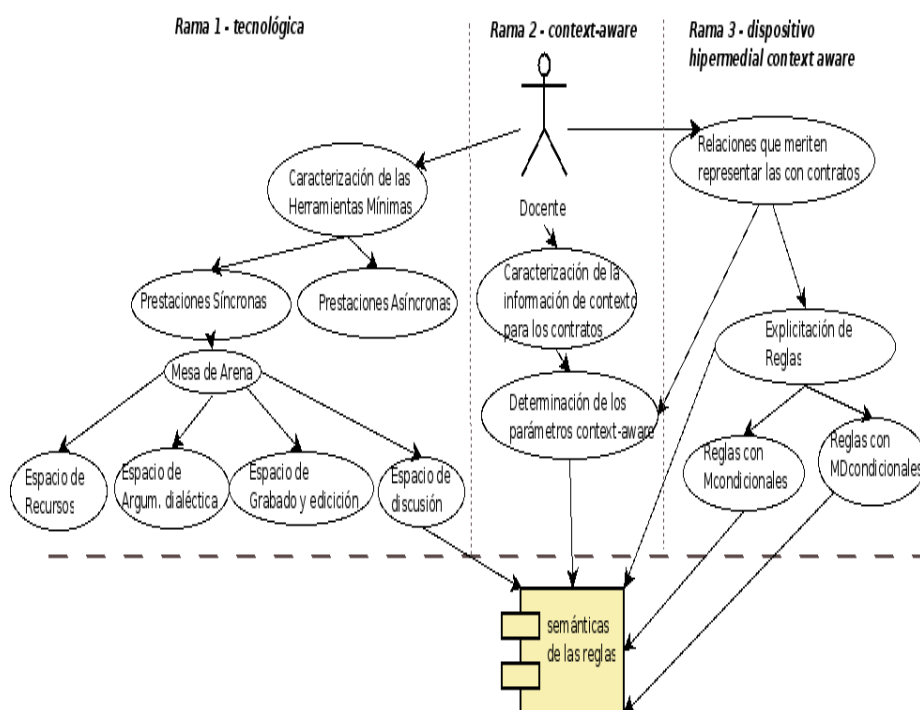 Rama 1 - tecnológica
Rama 2 - context-aware
Rama 3 - dispositivo
hipermedial context aware
Relaciones que meriten
representar las con contratos
Caracterización de las
Herramientas Mínimas
Docente
Caracterización de la
información de contexto
para los contratos
Prestaciones Síncronas
Prestaciones Asíncronas
Explicitación de
Reglas
Mesa de Arena
Determinación de los
parámetros context-aware
Reglas con
Mcondicionales
Reglas con
MDcondicionales
Espacio de
Recursos
Espacio de
Argum. dialéctica
Espacio de
Grabado y edicición
Espacio de
discusión
semánticas
de las reglas